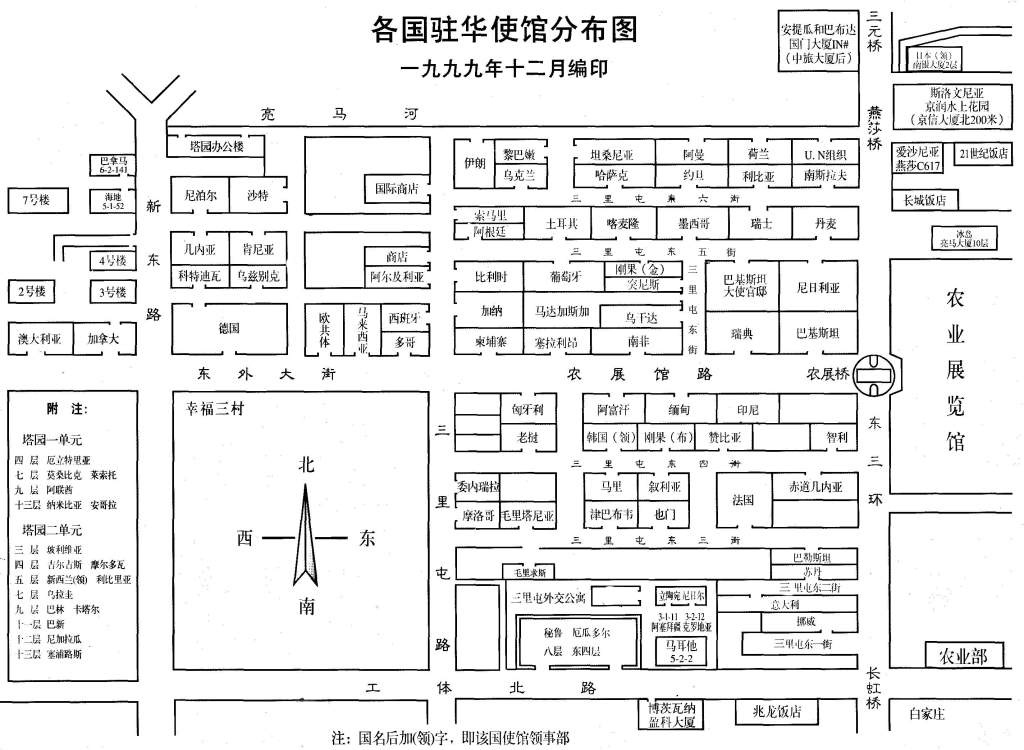 各国驻华使馆分布图
一九九九年十二月编印
安提瓜和巴布达
国门大厦IN#
（中旅大厦后）
三元桥
日本（领）
南银大厦2层
斯洛文尼亚
京润水上花园
（京信大厦北200米）
燕莎桥
爱沙尼亚
燕莎C617
21世纪饭店
长城饭店
冰岛
亮马大厦10层
亮马河
塔园办公楼
巴拿马
6-2-141
海地
5-1-52
7号楼
4号楼
2号楼
3号楼
澳大利亚
加拿大
新东路
尼泊尔
沙特
几内亚
肯尼亚
科特迪瓦
乌兹别克
德国
国际商店
商店
阿尔及利亚
欧共体
马来西亚
西班牙
多哥
伊朗
黎巴嫩
乌克兰
坦桑尼亚
阿曼
荷兰
U.N组织
哈萨克
约旦
利比亚
南斯拉夫
三里屯东六街
索马里
阿根廷
土耳其
喀麦隆
墨西哥
瑞士
丹麦
三里屯东五街
比利时
葡萄牙
刚果（金）
突尼斯
加纳
马达加斯加
乌干达
柬埔寨
塞拉利昂
南非
三里屯东街
巴基斯坦
大使官邸
尼日利亚
瑞典
巴基斯坦
农业展览馆
东外大街
农展馆路
农展桥
附注：
塔园一单元
四层 厄立特里亚
七层 莫桑比克 莱索托
九层 阿联酋
十三层 纳米比亚 安哥拉
塔园二单元
三层 玻利维亚
四层 吉尔吉斯 摩尔多瓦
五层 新西兰(领) 利比里亚
七层 乌拉圭
九层 巴林 卡塔尔
十一层 巴新
十二层 尼加拉瓜
十三层 塞浦路斯
幸福三村
北
西
东
南
三里屯路
匈牙利
老挝
阿富汗
缅甸
印尼
韩国（领）
刚果（布）
赞比亚
智利
三里屯东四街
委内瑞拉
摩洛哥
毛里塔尼亚
马里
叙利亚
津巴布韦
也门
法国
赤道几内亚
三里屯东三街
毛里求斯
巴勒斯坦
苏丹
三里屯东二街
意大利
挪威
三里屯东一街
三里屯外交公寓
立陶宛 尼日尔
3-1-11 3-2-12
阿塞拜疆 克罗地亚
马耳他
5-2-2
秘鲁 厄瓜多尔
八层 东四层
东三环
长虹桥
农业部
白家庄
工体北路
博茨瓦纳
盈科大厦
兆龙饭店
注：国名后加(领)字，即该国使馆领事部